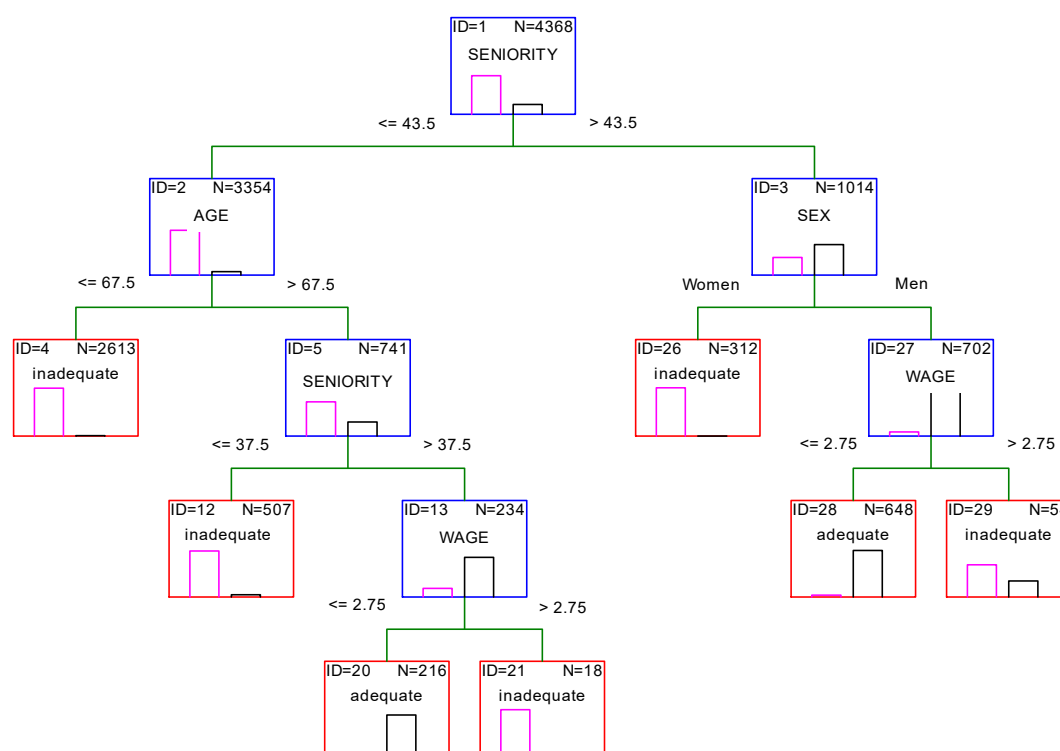 ID=1 N=4368
SENIORITY
<= 43.5 > 43.5
ID=2 N=3354
AGE
ID=3 N=1014
SEX
<= 67.5 > 67.5
Women Men
ID=4 N=2613
inadequate
ID=5 N=741
SENIORITY
ID=26 N=312
inadequate
ID=27 N=702
WAGE
<= 37.5 > 37.5
<= 2.75 > 2.75
ID=12 N=507
inadequate
ID=13 N=234
WAGE
ID=28 N=648
adequate
ID=29
inadequate
<= 2.75 > 2.75
ID=20 N=216
adequate
ID=21 N=18
inadequate